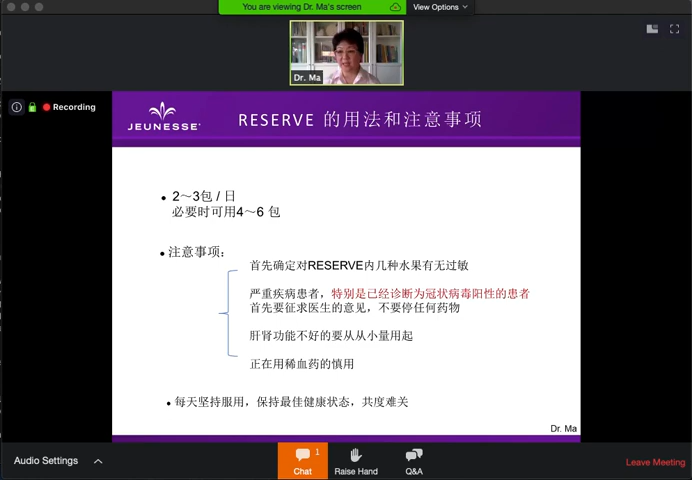 You are viewing Dr. Ma's screen
View Options
Dr. Ma
Recording
JEUNESSE
RESERVE 的用法和注意事项
• 2～3包 / 日
必要时可用4～6 包
• 注意事项：
首先确定对RESERVE内几种水果有无过敏
严重疾病患者，特别是已经诊断为冠状病毒阳性的患者
首先要征求医生的意见，不要停任何药物
肝肾功能不好的要从从小量用起
正在用稀血药的慎用
• 每天坚持服用，保持最佳健康状态，共度难关
Dr. Ma
Audio Settings
Chat
1
Raise Hand
Q&A
Leave Meeting